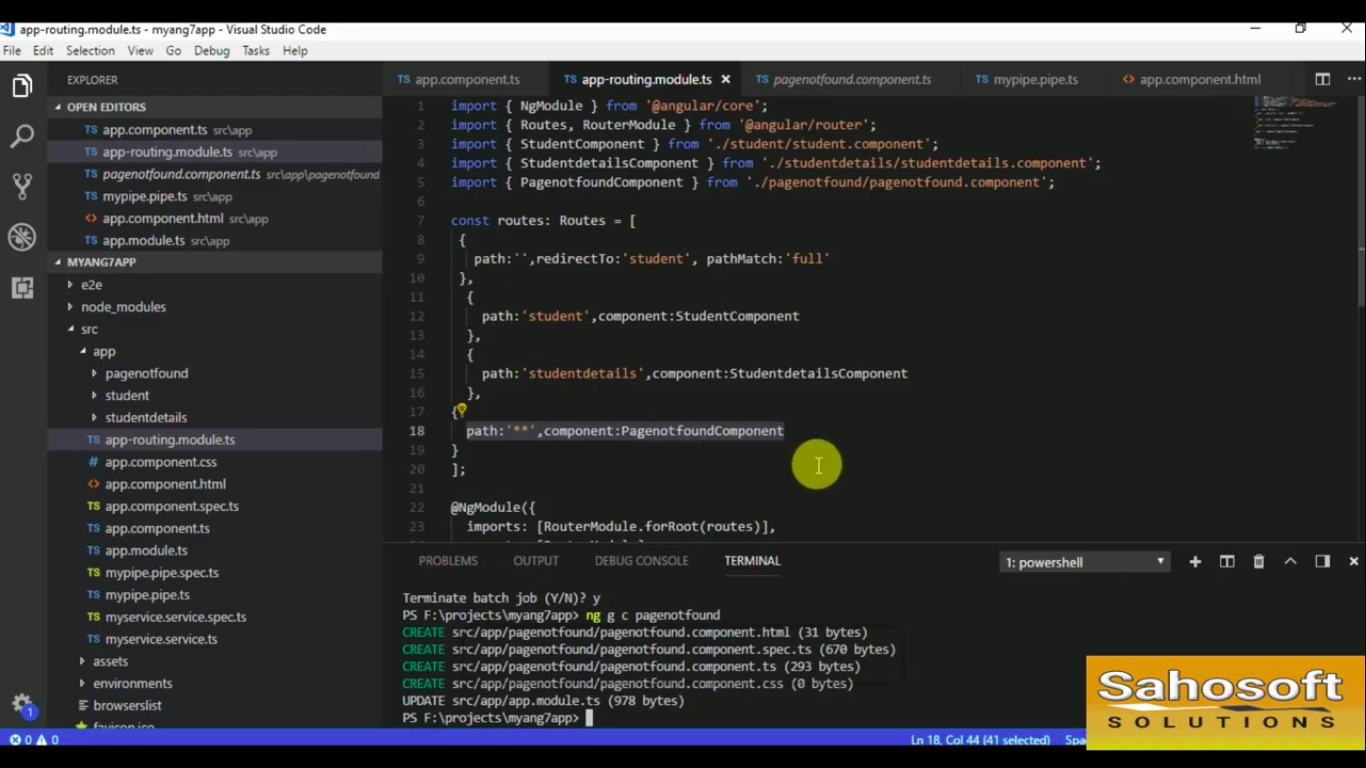 app-routing.module.ts - myang7app - Visual Studio Code
File Edit Selection View Go Debug Tasks Help
EXPLORER
OPEN EDITORS
TS app.component.ts src\app
TS app-routing.module.ts src\app
TS pagenotfound.component.ts src\app\pagenotfound
TS mypipe.pipe.ts src\app
<> app.component.html src\app
TS app.module.ts src\app
MYANG7APP
e2e
node_modules
src
app
pagenotfound
student
studentdetails
TS app-routing.module.ts
# app.component.css
<> app.component.html
TS app.component.spec.ts
TS app.component.ts
TS app.module.ts
TS mypipe.pipe.spec.ts
TS mypipe.pipe.ts
TS myservice.service.spec.ts
TS myservice.service.ts
assets
environments
browserslist
favicon.ico
TS app.component.ts TS app-routing.module.ts × TS pagenotfound.component.ts TS mypipe.pipe.ts <> app.component.html
1 import { NgModule } from '@angular/core';
2 import { Routes, RouterModule } from '@angular/router';
3 import { StudentComponent } from './student/student.component';
4 import { StudentdetailsComponent } from './studentdetails/studentdetails.component';
5 import { PagenotfoundComponent } from './pagenotfound/pagenotfound.component';
6
7 const routes: Routes = [
8 {
9 path:'',redirectTo:'student', pathMatch:'full'
10 },
11 {
12 path:'student',component:StudentComponent
13 },
14 {
15 path:'studentdetails',component:StudentdetailsComponent
16 },
17 {
18 path:'**',component:PagenotfoundComponent
19 }
20 ];
21
22 @NgModule({
23 imports: [RouterModule.forRoot(routes)],
PROBLEMS OUTPUT DEBUG CONSOLE TERMINAL 1: powershell
Terminate batch job (Y/N)? y
PS F:\projects\myang7app> ng g c pagenotfound
CREATE src/app/pagenotfound/pagenotfound.component.html (31 bytes)
CREATE src/app/pagenotfound/pagenotfound.component.spec.ts (670 bytes)
CREATE src/app/pagenotfound/pagenotfound.component.ts (293 bytes)
CREATE src/app/pagenotfound/pagenotfound.component.css (0 bytes)
UPDATE src/app/app.module.ts (978 bytes)
PS F:\projects\myang7app>
1
0 0 Ln 18, Col 44 (41 selected) Spa
Sahosoft
SOLUTIONS